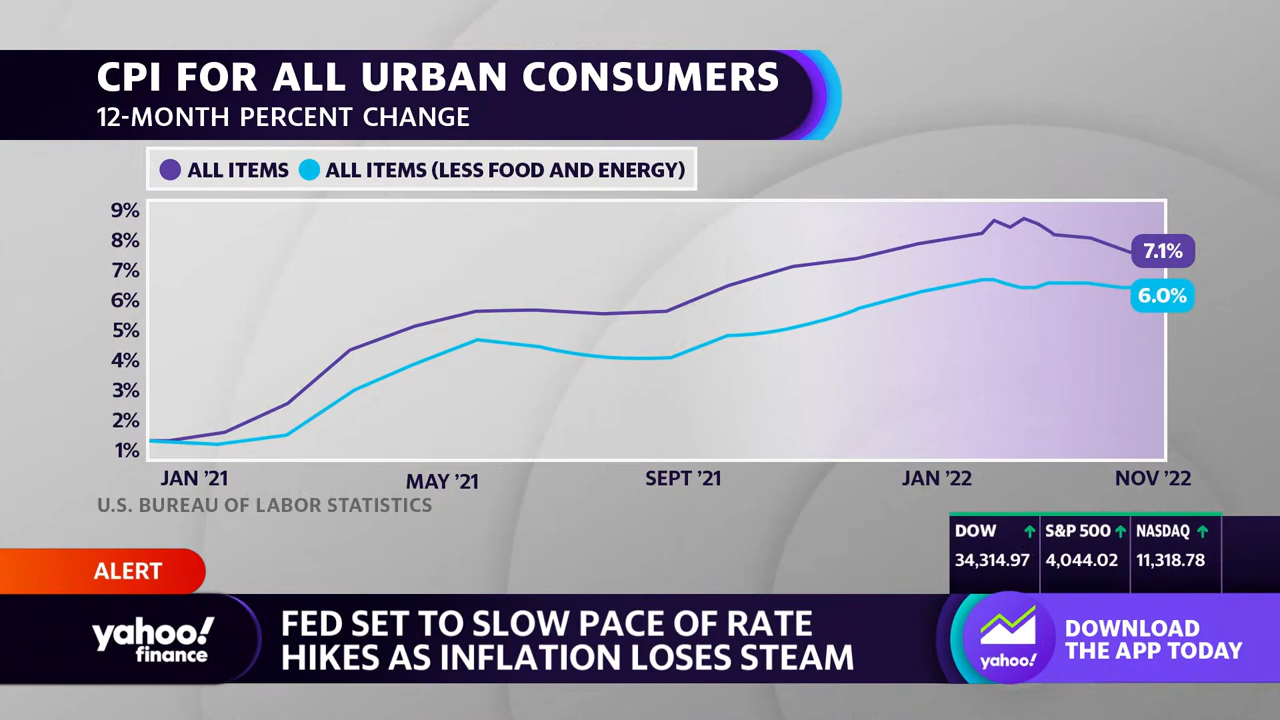 CPI FOR ALL URBAN CONSUMERS
12-MONTH PERCENT CHANGE
ALL ITEMS ALL ITEMS (LESS FOOD AND ENERGY)
9%
8%
7%
6%
5%
4%
3%
2%
1%
7.1%
6.0%
JAN ’21 MAY ’21 SEPT ’21 JAN ’22 NOV ’22
U.S. BUREAU OF LABOR STATISTICS
DOW S&P 500 NASDAQ
34,314.97 4,044.02 11,318.78
ALERT
yahoo!
finance
FED SET TO SLOW PACE OF RATE
HIKES AS INFLATION LOSES STEAM
yahoo!
DOWNLOAD
THE APP TODAY